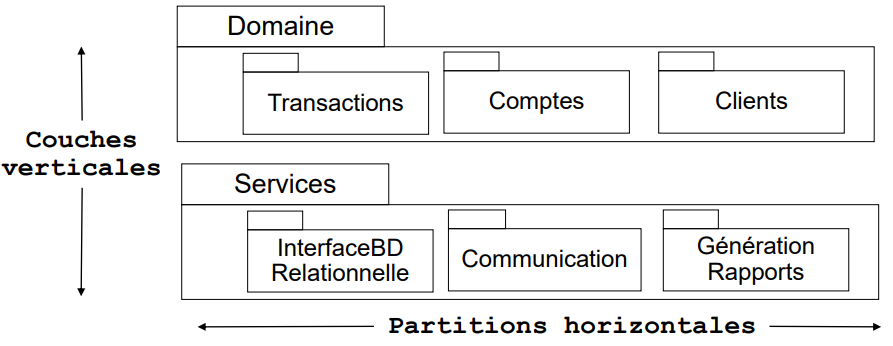 Domaine
Transactions
Comptes
Clients
Couches
verticales
Services
InterfaceBD
Relationnelle
Communication
Génération
Rapports
Partitions horizontales